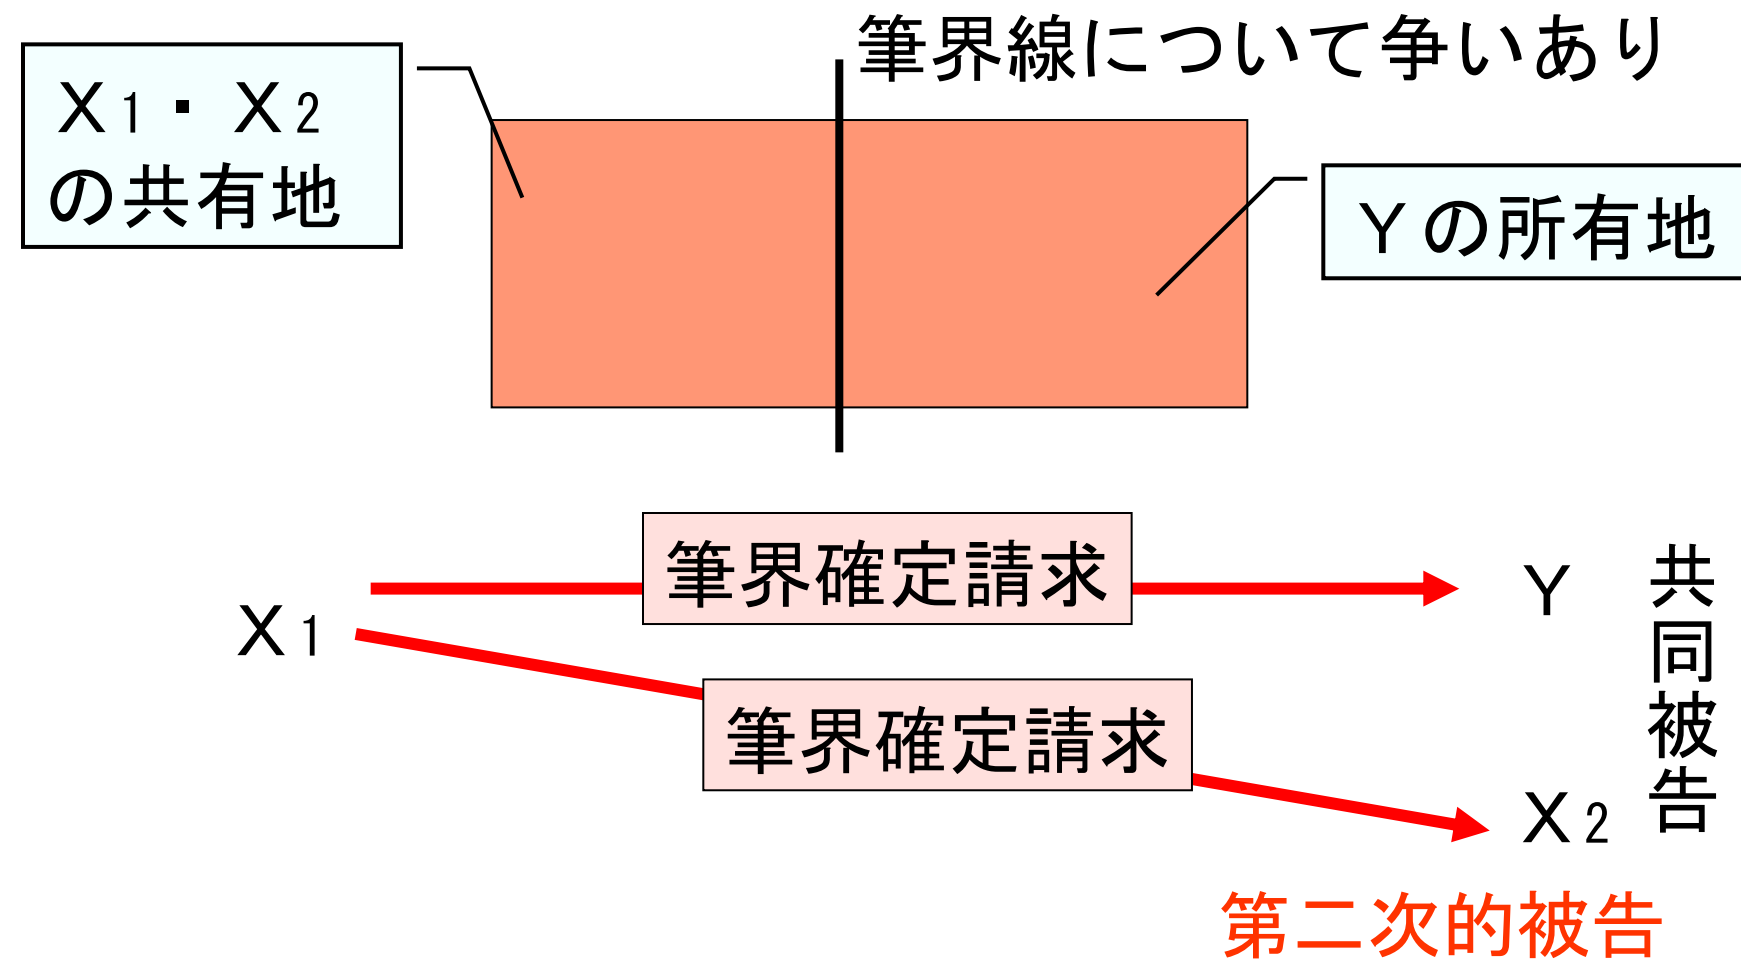 筆界線について争いあり
Ｘ1・Ｘ2
の共有地
Ｙの所有地
筆界確定請求
Ｘ1
Ｙ
共同被告
筆界確定請求
Ｘ2
第二次的被告